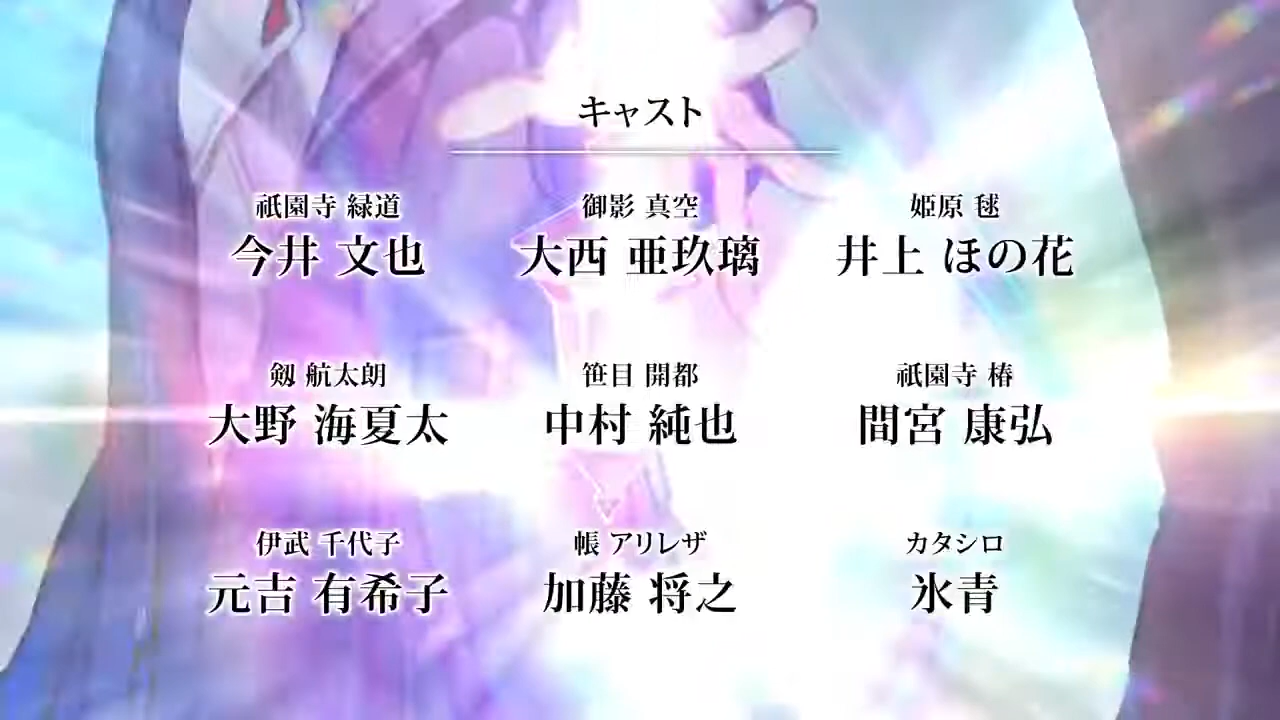 キャスト
祇園寺 緑道
今井 文也
御影 真空
大西 亜玖璃
姫原 毬
井上 ほの花
剱 航太朗
大野 海夏太
笹目 開都
中村 純也
祇園寺 椿
間宮 康弘
伊武 千代子
元吉 有希子
帳 アリレザ
加藤 将之
カタシロ
氷青